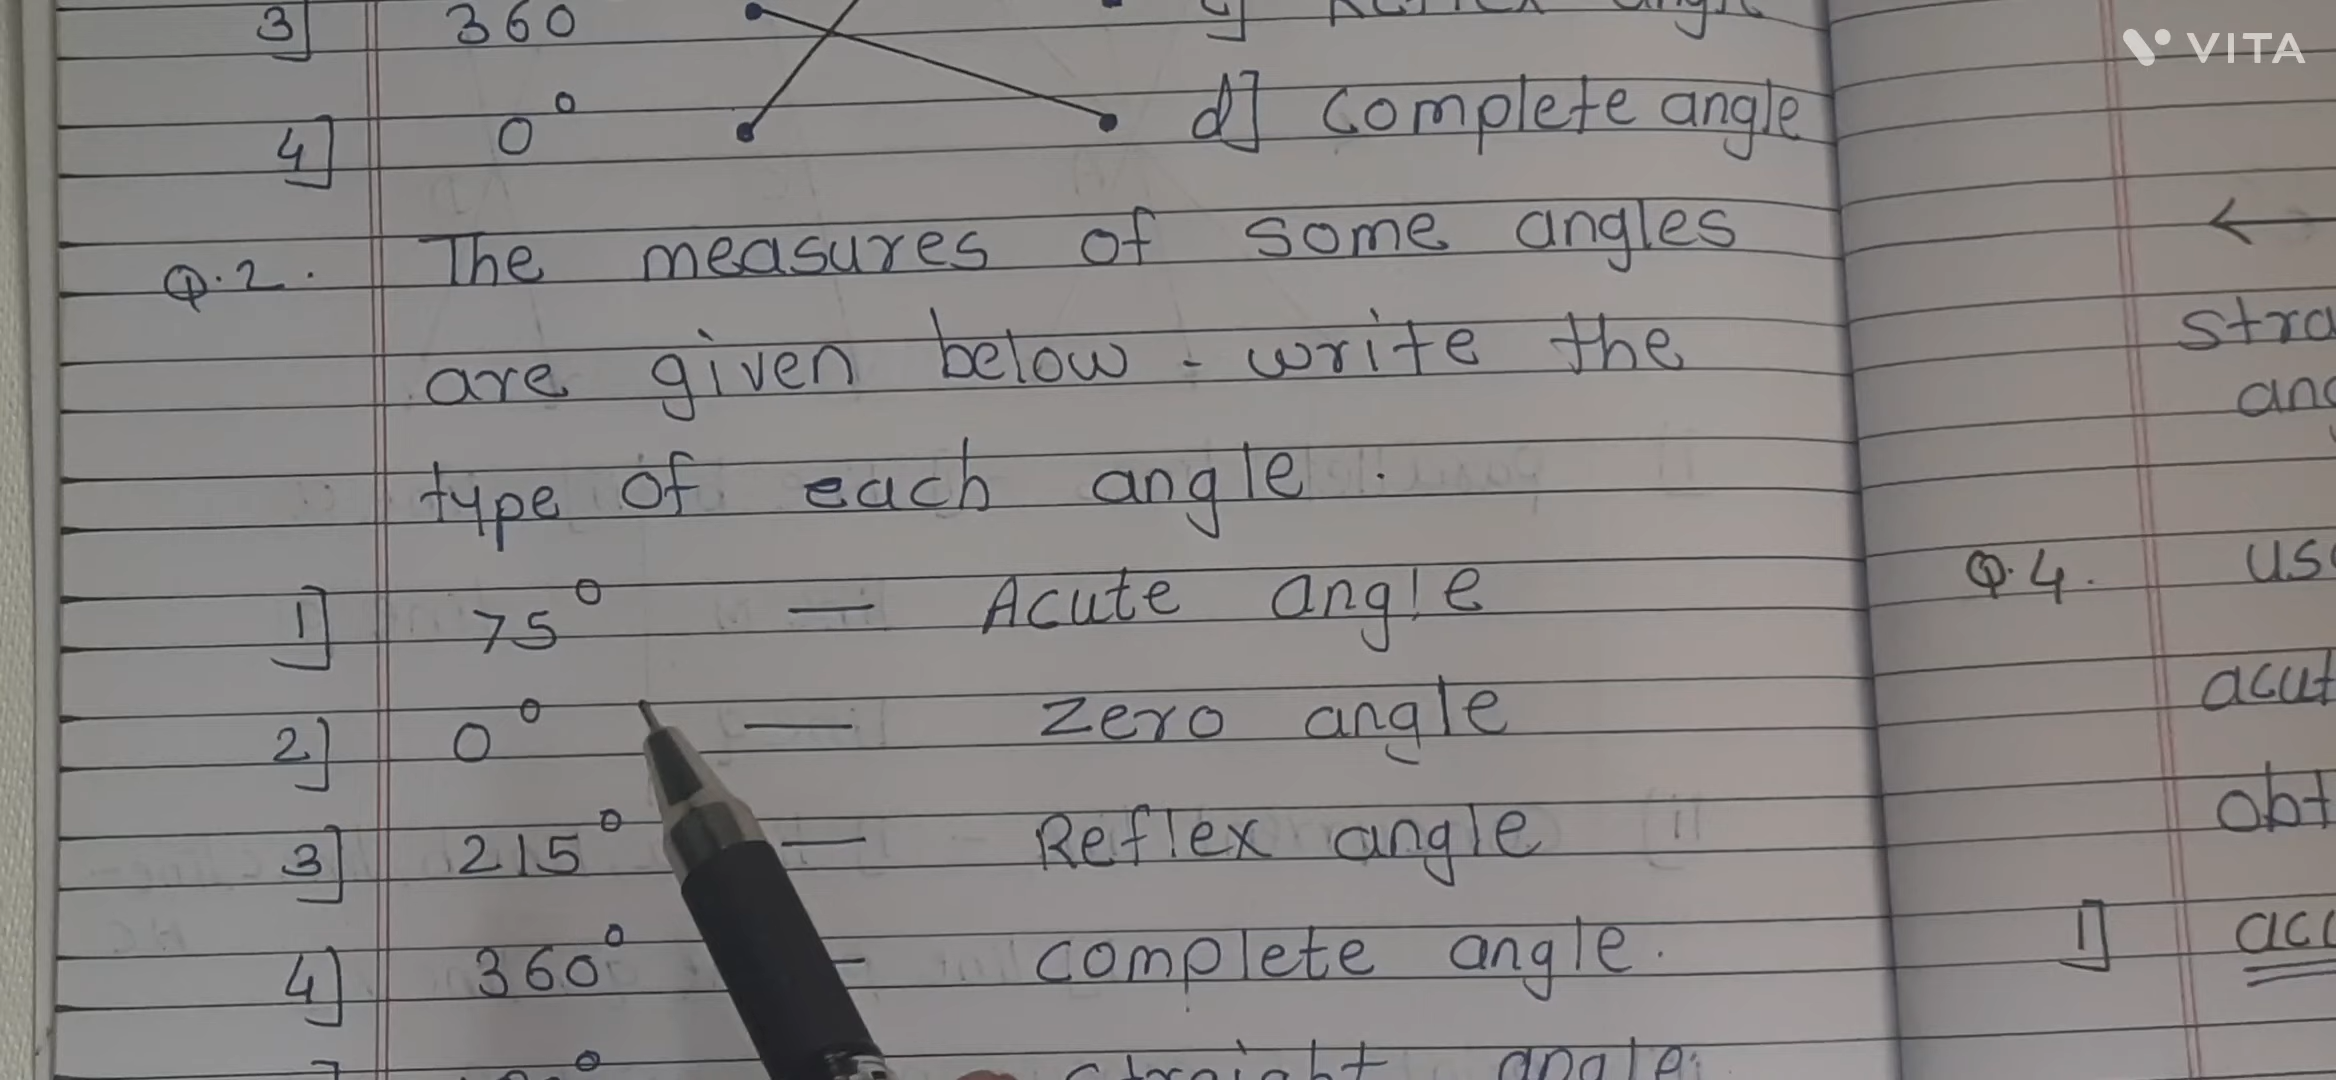 3] 360
VITA
4] 0° d] complete angle
Q.2. The measures of some angles
are given below. write the
type of each angle.
1] 75° — Acute angle
2] 0° — zero angle
3] 215° — Reflex angle
4] 360° — complete angle.
straight angle.
Q.4.
1]